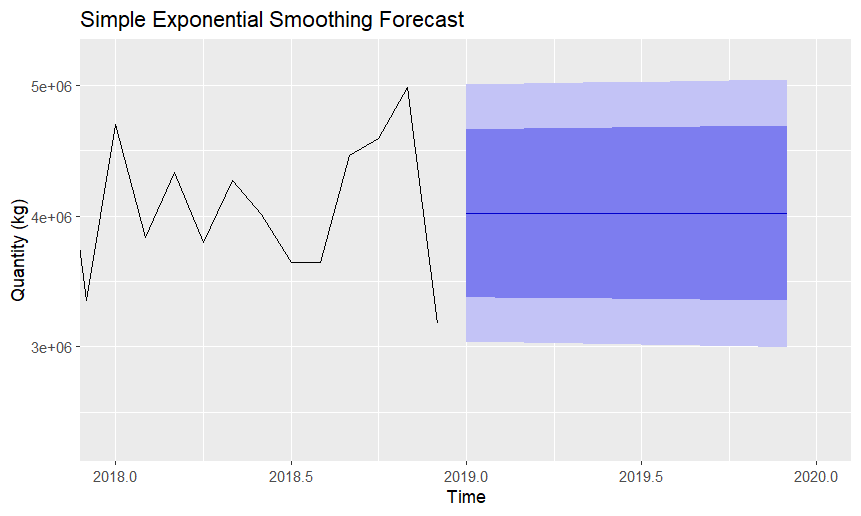 Simple Exponential Smoothing Forecast
Quantity (kg)
5e+06
4e+06
3e+06
2018.0 2018.5 2019.0 2019.5 2020.0
Time